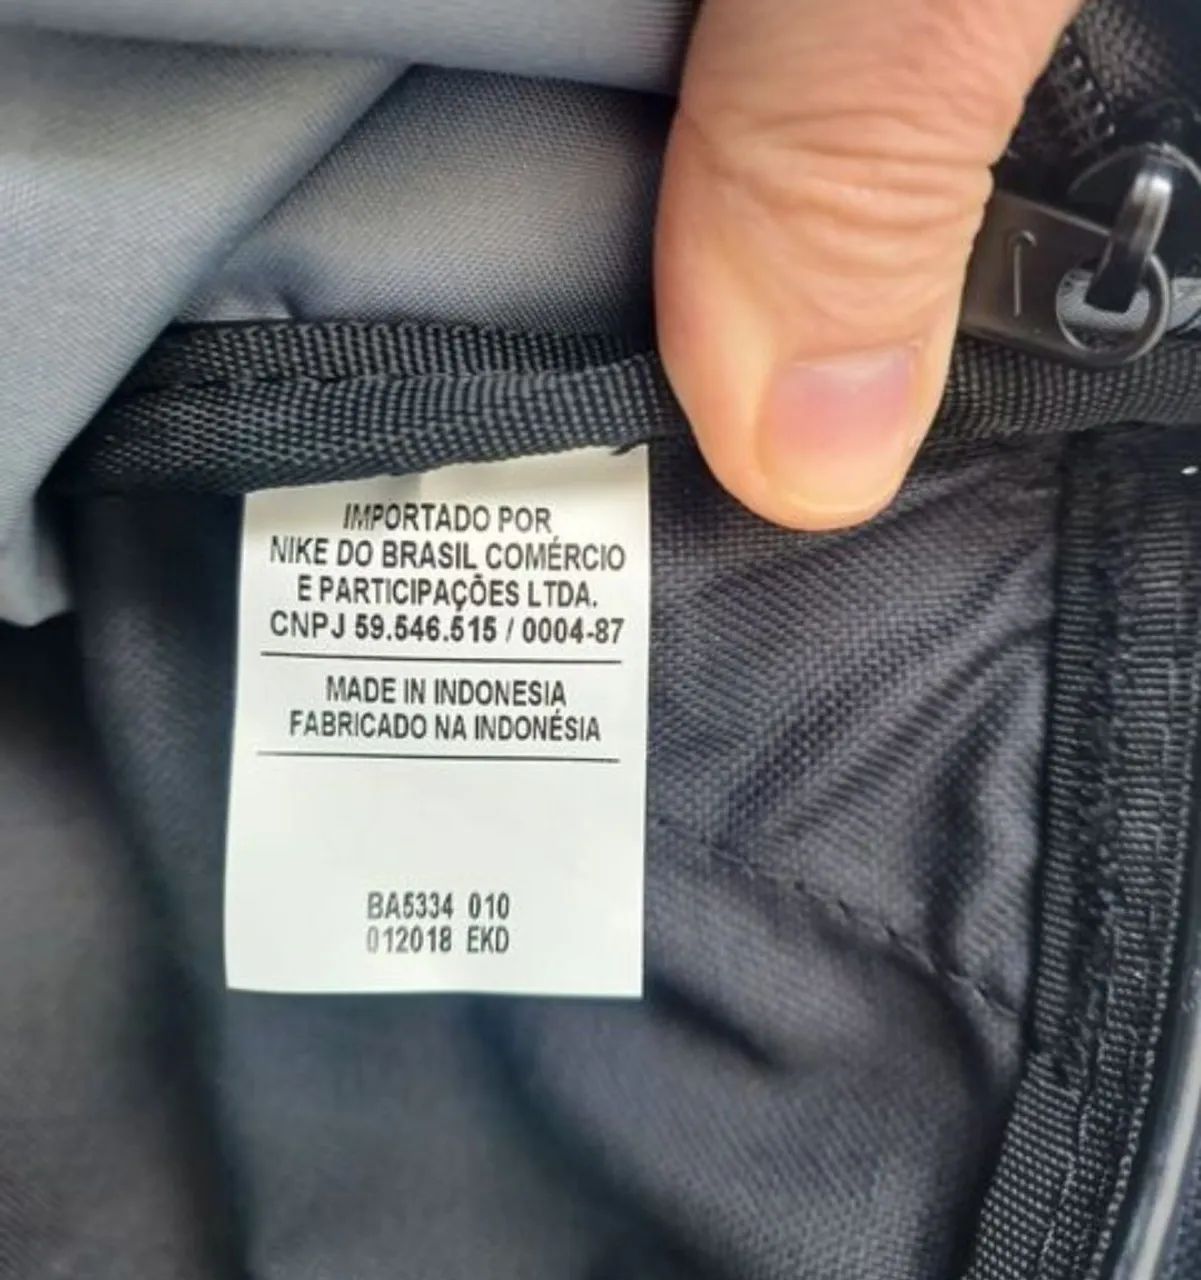 IMPORTADO POR
NIKE DO BRASIL COMÉRCIO
E PARTICIPAÇÕES LTDA.
CNPJ 59.546.515 / 0004-87
MADE IN INDONESIA
FABRICADO NA INDONÉSIA
BA5334 010
012018 EKD